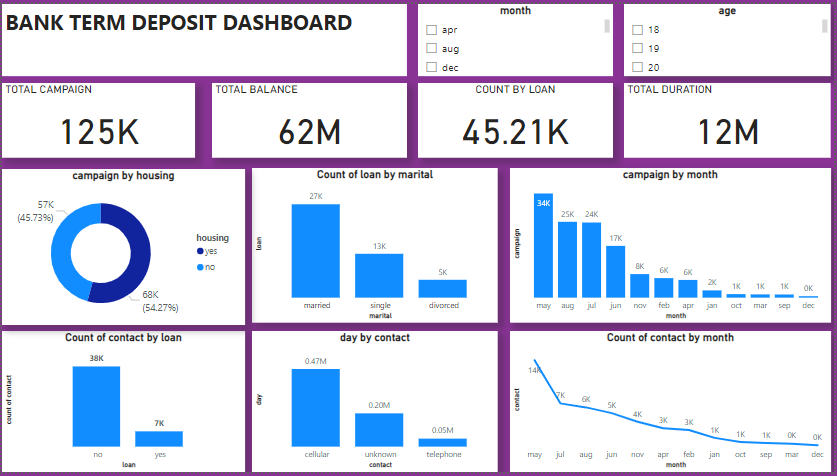 BANK TERM DEPOSIT DASHBOARD
month
apr
aug
dec
age
18
19
20
TOTAL CAMPAIGN
125K
TOTAL BALANCE
62M
COUNT BY LOAN
45.21K
TOTAL DURATION
12M
campaign by housing
57K
(45.73%)
housing
yes
no
68K
(54.27%)
Count of loan by marital
loan
27K
13K
5K
married single divorced
marital
campaign by month
campaign
34K 25K 24K 17K 8K 6K 6K 2K 1K 1K 1K 0K
may aug jul jun nov feb apr jan oct mar sep dec
month
Count of contact by loan
count of contact
38K
7K
no yes
loan
day by contact
day
0.47M
0.20M
0.05M
cellular unknown telephone
contact
Count of contact by month
contact
14K 7K 6K 5K 4K 3K 3K 1K 1K 1K 0K 0K
may jul aug jun nov apr feb jan oct sep mar dec
month